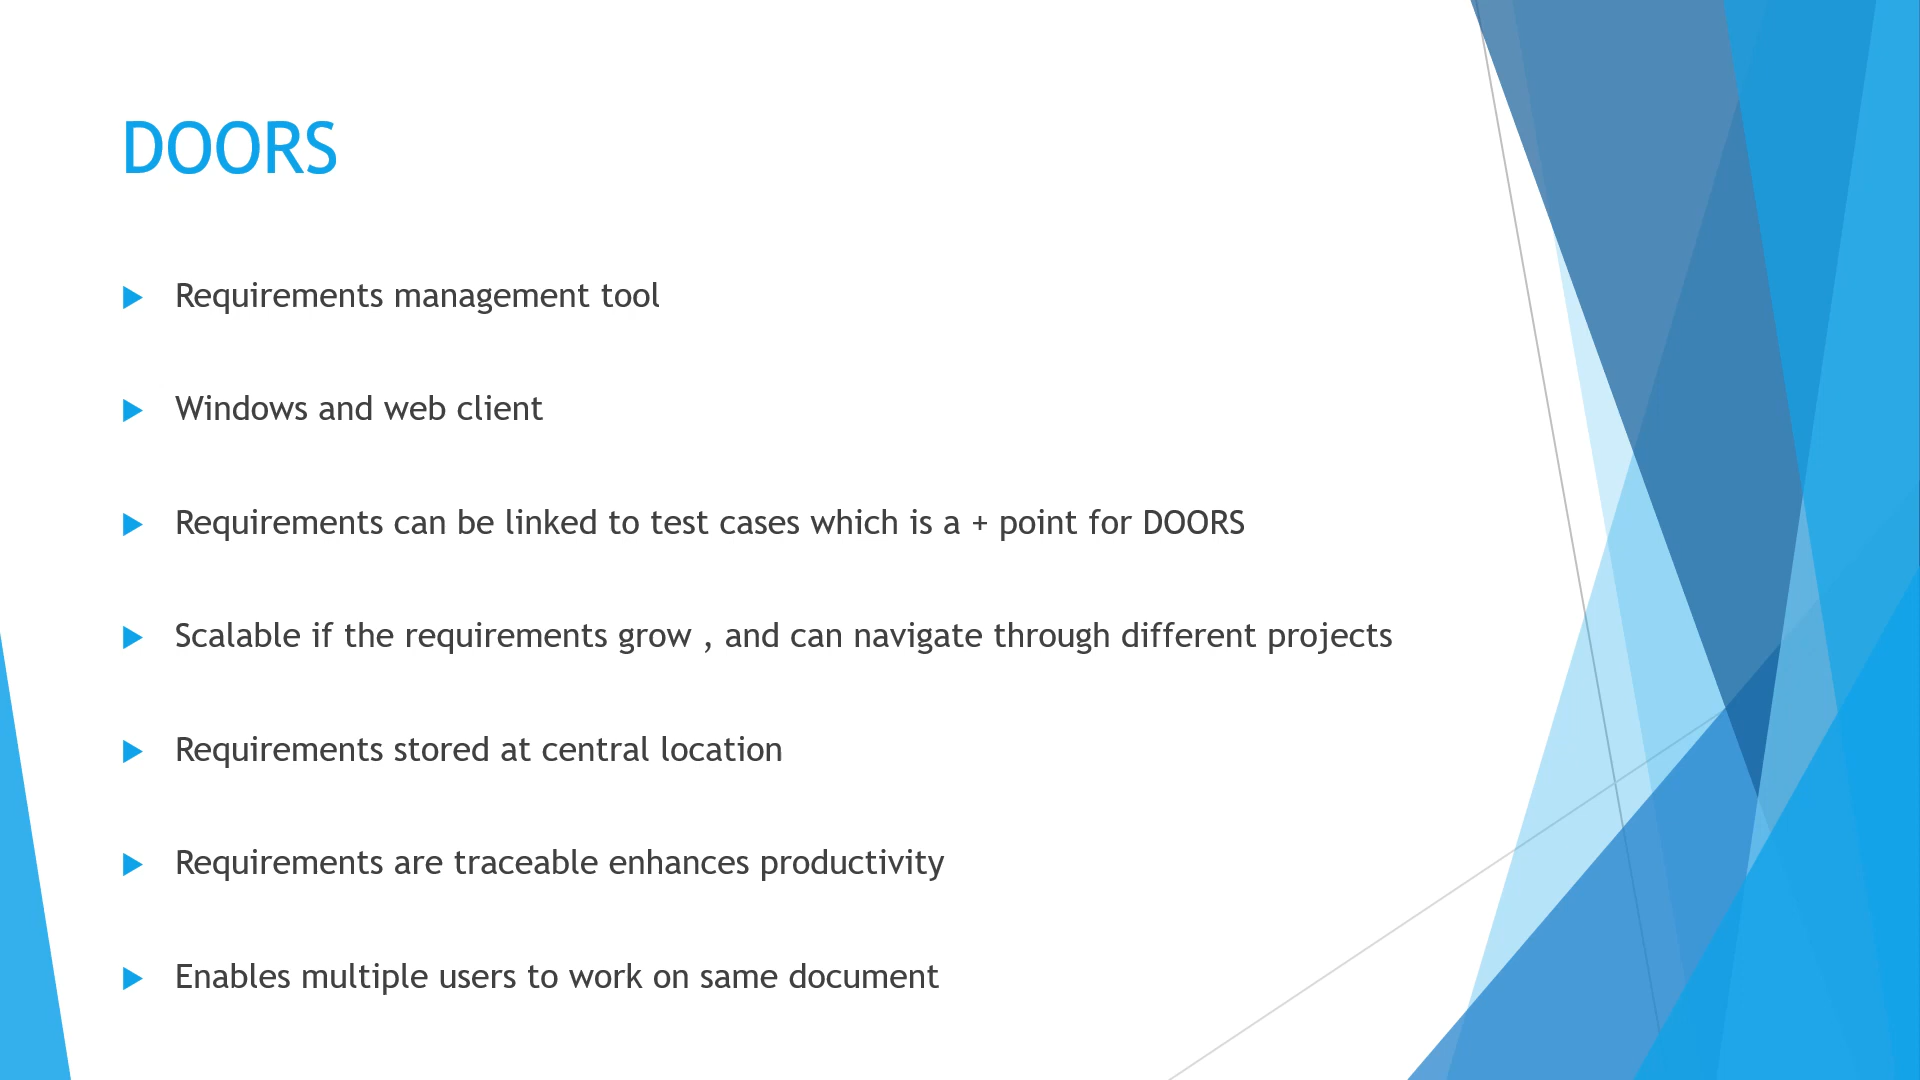 DOORS
Requirements management tool
Windows and web client
Requirements can be linked to test cases which is a + point for DOORS
Scalable if the requirements grow , and can navigate through different projects
Requirements stored at central location
Requirements are traceable enhances productivity
Enables multiple users to work on same document